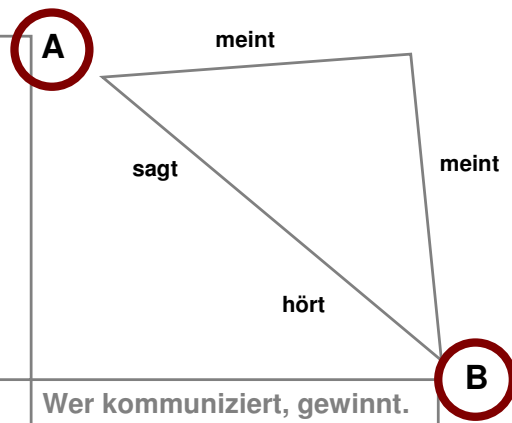 meint
A
sagt
meint
hört
B
Wer kommuniziert, gewinnt.